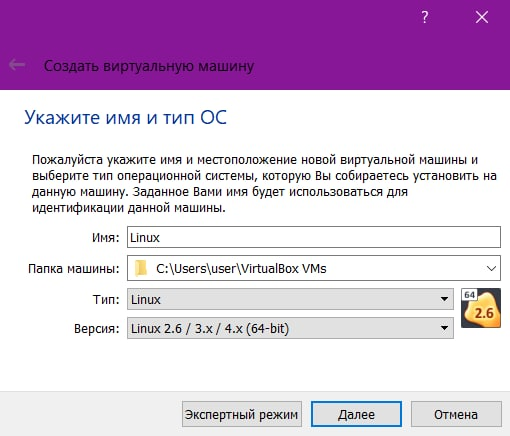 ?
Создать виртуальную машину
Укажите имя и тип ОС
Пожалуйста укажите имя и местоположение новой виртуальной машины и
выберите тип операционной системы, которую Вы собираетесь установить на
данную машину. Заданное Вами имя будет использоваться для
идентификации данной машины.
Имя: Linux
Папка машины: C:\Users\user\VirtualBox VMs
Тип: Linux
64
2.6
Версия: Linux 2.6 / 3.x / 4.x (64-bit)
Экспертный режим Далее Отмена